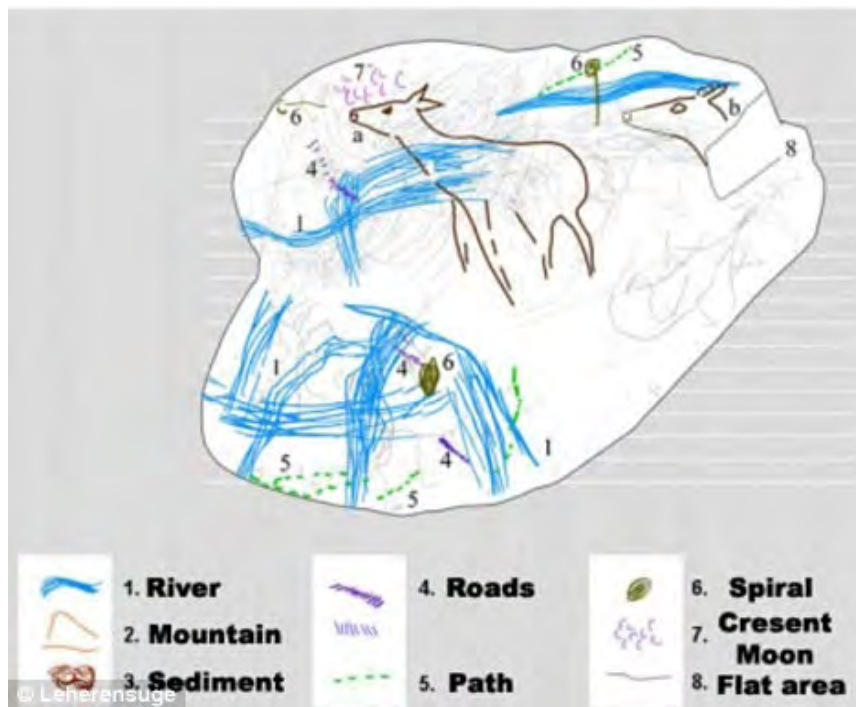 7
6
5
6
a
b
8
4
1
1
4
6
4
1
5
5
1. River
4. Roads
6. Spiral
2. Mountain
7. Cresent
Moon
3. Sediment
5. Path
8. Flat area
© Leherensuge